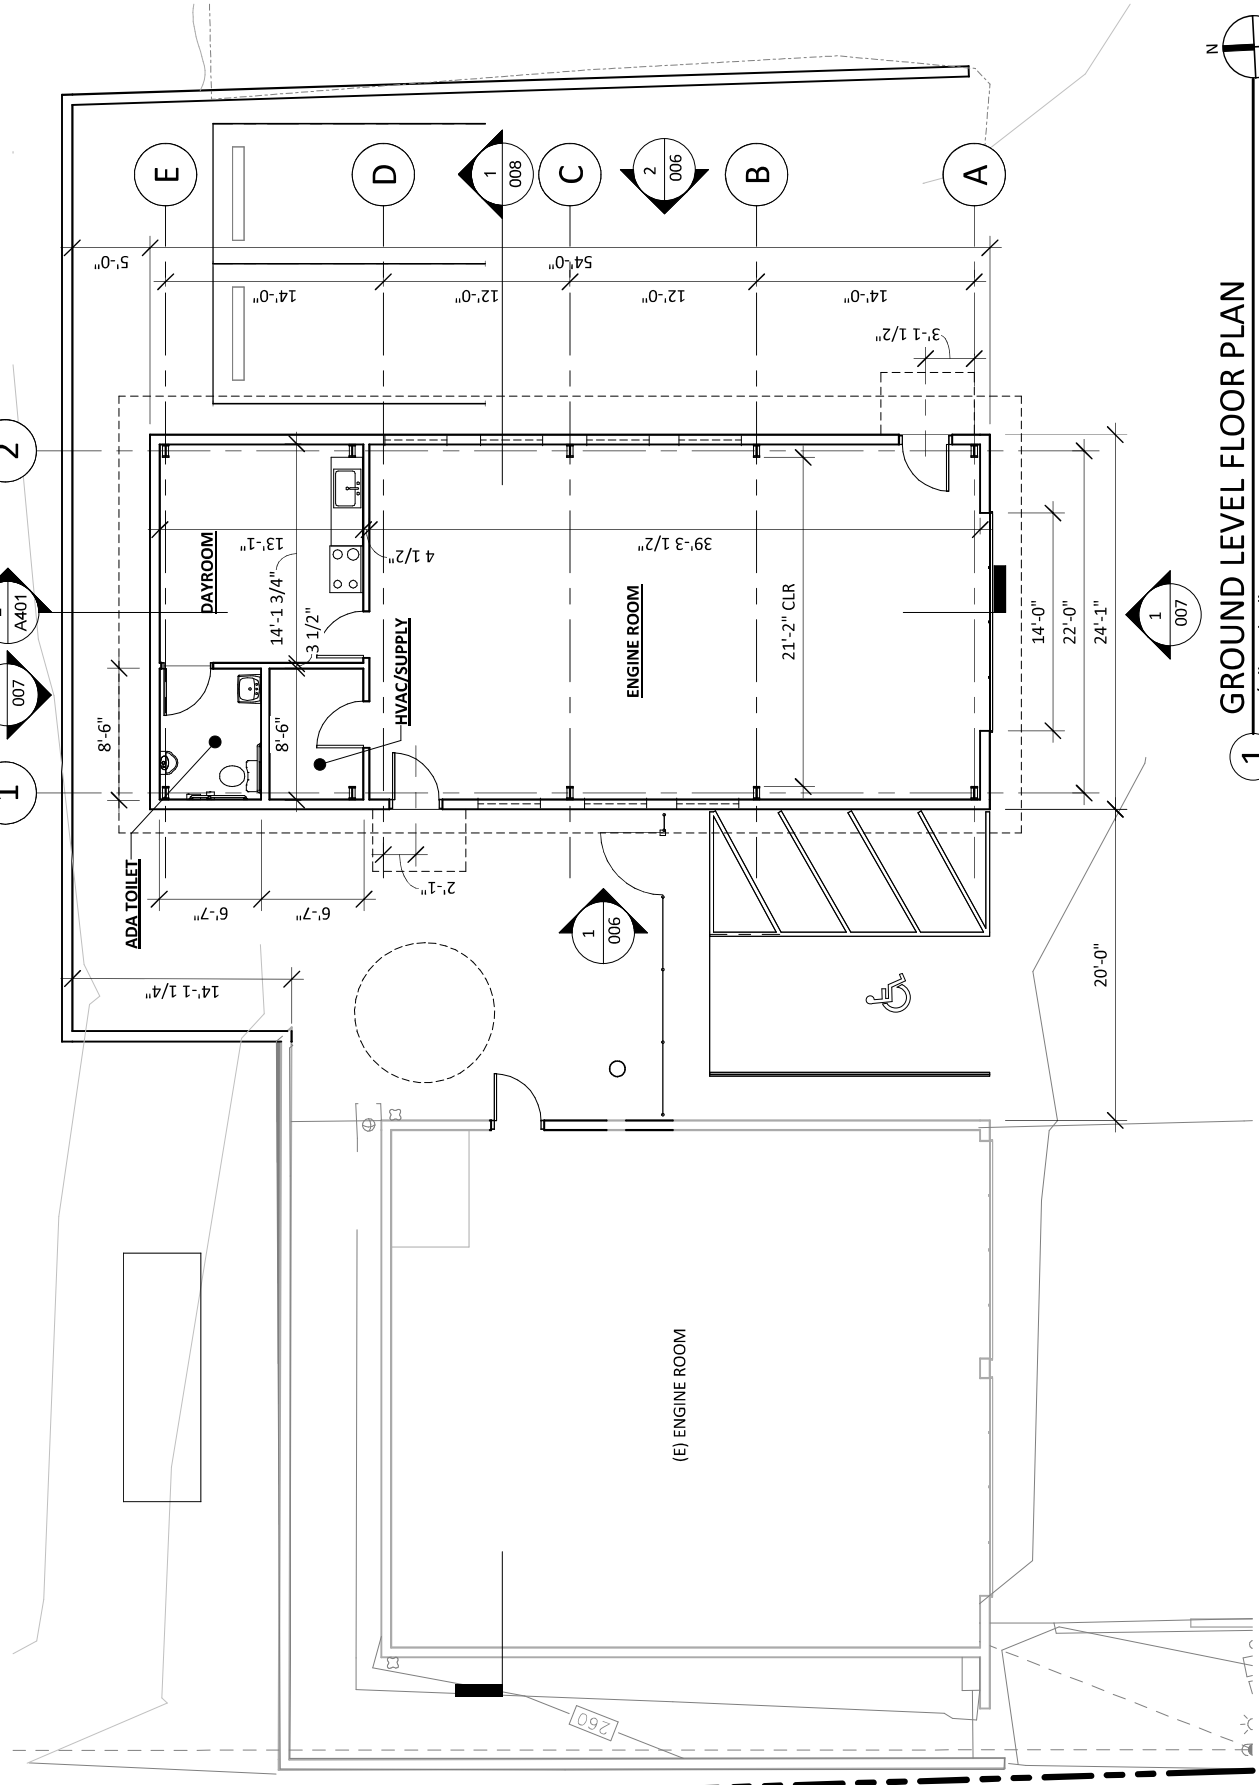 N
E
D
C
B
A
1
008
2
006
5'-0"
54'-0"
14'-0"
12'-0"
12'-0"
14'-0"
3'-1 1/2"
2
1
A401
007
8'-6"
DAYROOM
13'-1"
14'-1 3/4"
3 1/2"
4 1/2"
39'-3 1/2"
HVAC/SUPPLY
8'-6"
ENGINE ROOM
21'-2" CLR
14'-0"
22'-0"
24'-1"
1
007
ADA TOILET
6'-7"
6'-7"
2'-1"
14'-1 1/4"
1
006
20'-0"
(E) ENGINE ROOM
260
1
GROUND LEVEL FLOOR PLAN